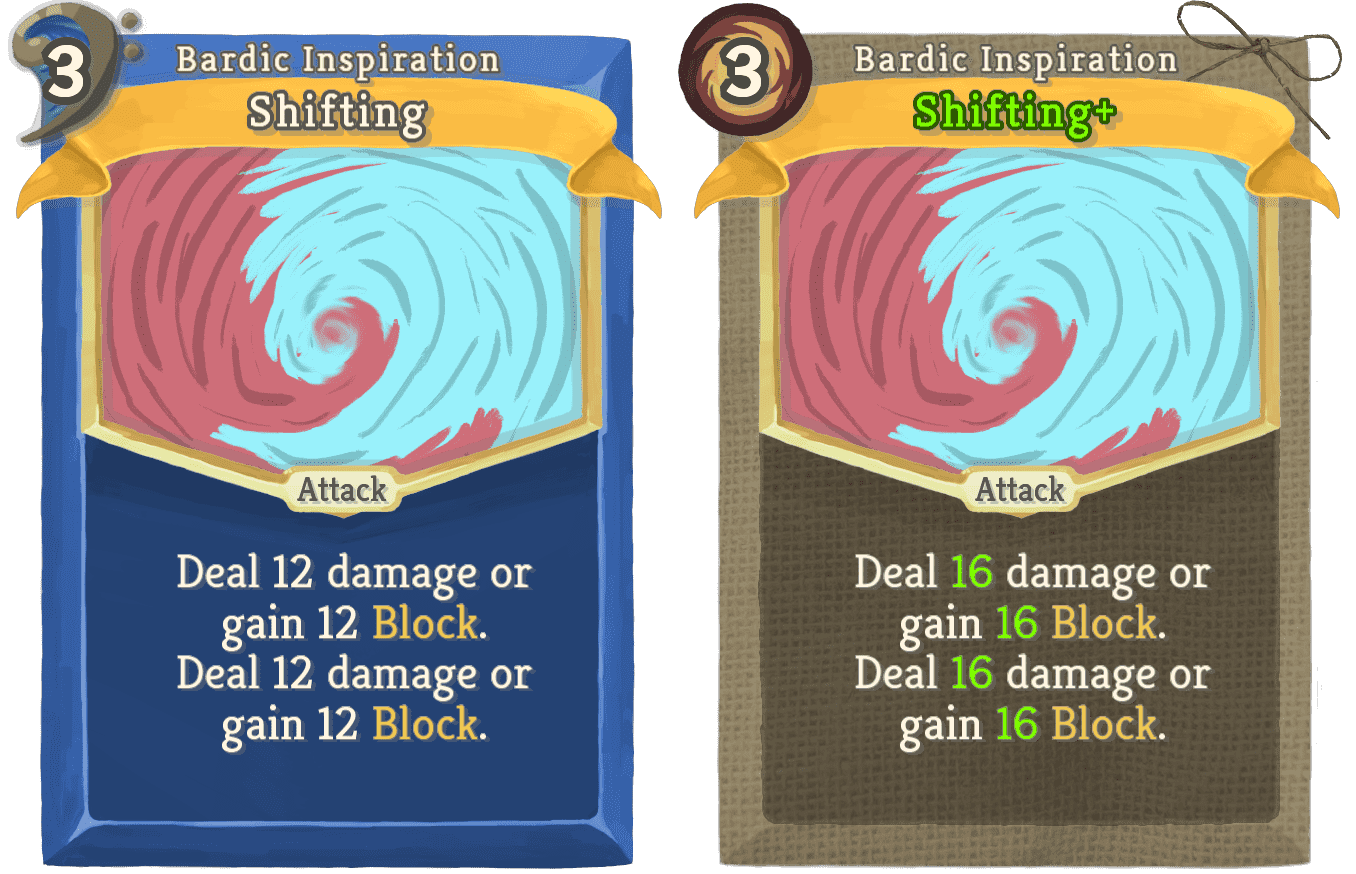 3
Bardic Inspiration
Shifting
Attack
Deal 12 damage or
gain 12 Block.
Deal 12 damage or
gain 12 Block.
3
Bardic Inspiration
Shifting+
Attack
Deal 16 damage or
gain 16 Block.
Deal 16 damage or
gain 16 Block.